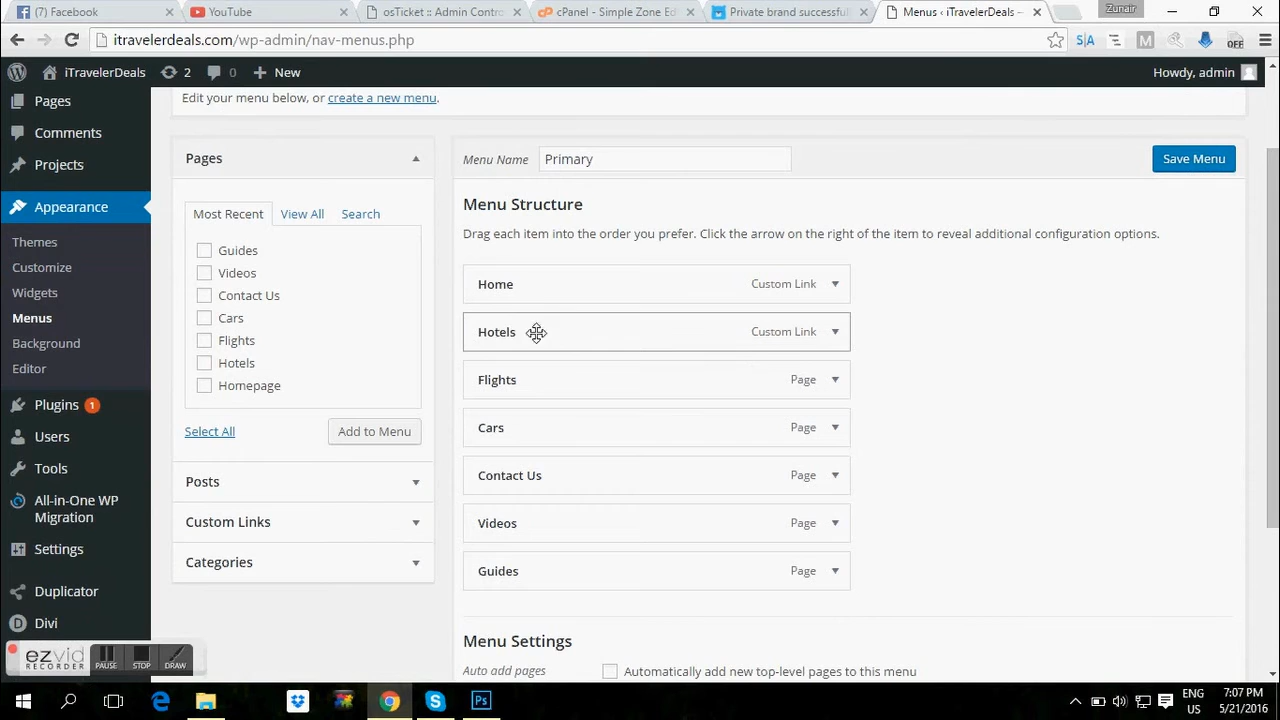 Facebook
YouTube
osTicket :: Admin Contro
cPanel - Simple Zone Ed
Private brand successful
Menus ‹ iTravelerDeals —
Zunair
itravelerdeals.com/wp-admin/nav-menus.php
S|A
M
OFF
iTravelerDeals
2
0
New
Howdy, admin
Pages
Comments
Projects
Appearance
Themes
Customize
Widgets
Menus
Background
Editor
Plugins 1
Users
Tools
All-in-One WP
Migration
Settings
Duplicator
Divi
Edit your menu below, or create a new menu.
Pages
Most Recent
View All
Search
Guides
Videos
Contact Us
Cars
Flights
Hotels
Homepage
Select All
Add to Menu
Posts
Custom Links
Categories
Menu Name
Primary
Save Menu
Menu Structure
Drag each item into the order you prefer. Click the arrow on the right of the item to reveal additional configuration options.
Home
Custom Link
Hotels
Custom Link
Flights
Page
Cars
Page
Contact Us
Page
Videos
Page
Guides
Page
Menu Settings
Auto add pages
Automatically add new top-level pages to this menu
ezvid
RECORDER
PAUSE
STOP
DRAW
ENG
US
7:07 PM
5/21/2016